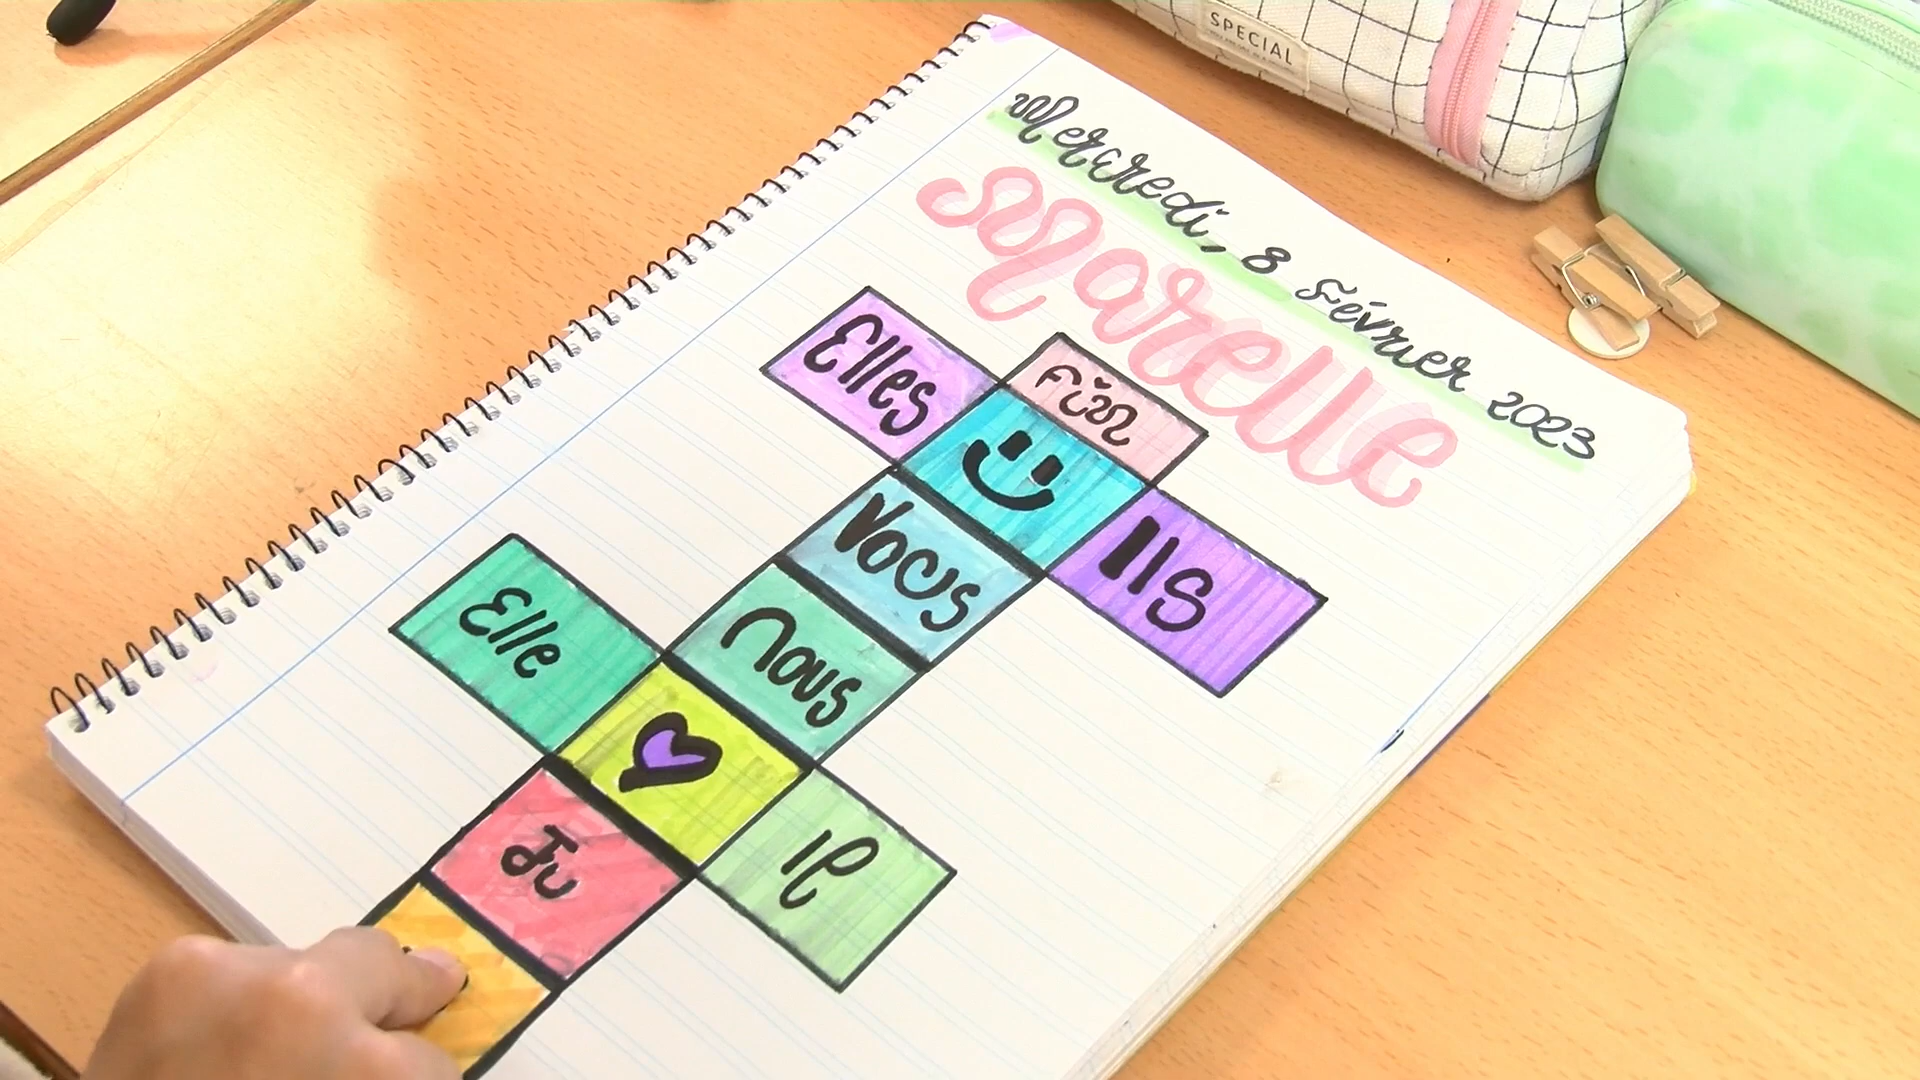 SPECIAL
Mercredi, 8 Février 2023
Marelle
Fin
Elles
Ils
Vous
Nous
Elle
Il
Tu